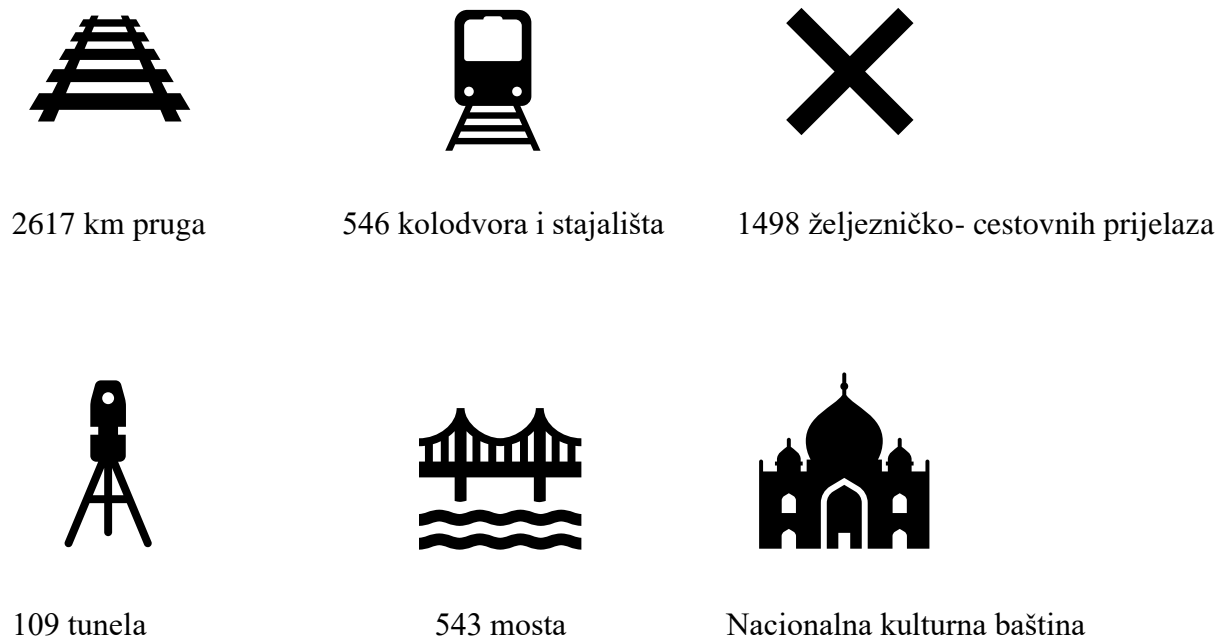 2617 km pruga
546 kolodvora i stajališta
1498 željezničko- cestovnih prijelaza
109 tunela
543 mosta
Nacionalna kulturna baština